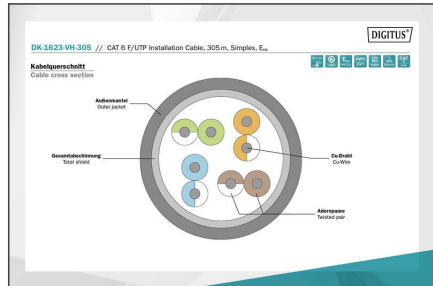 DIGITUS®
DK-1623-VH-305 // CAT 6 F/UTP Installation Cable, 305 m, Simplex, Eca
Kabelquerschnitt
Cable cross section
Außenmantel
Outer jacket
Gesamtabschirmung
Total shield
Cu-Draht
Cu-Wire
Adernpaare
Twisted pair